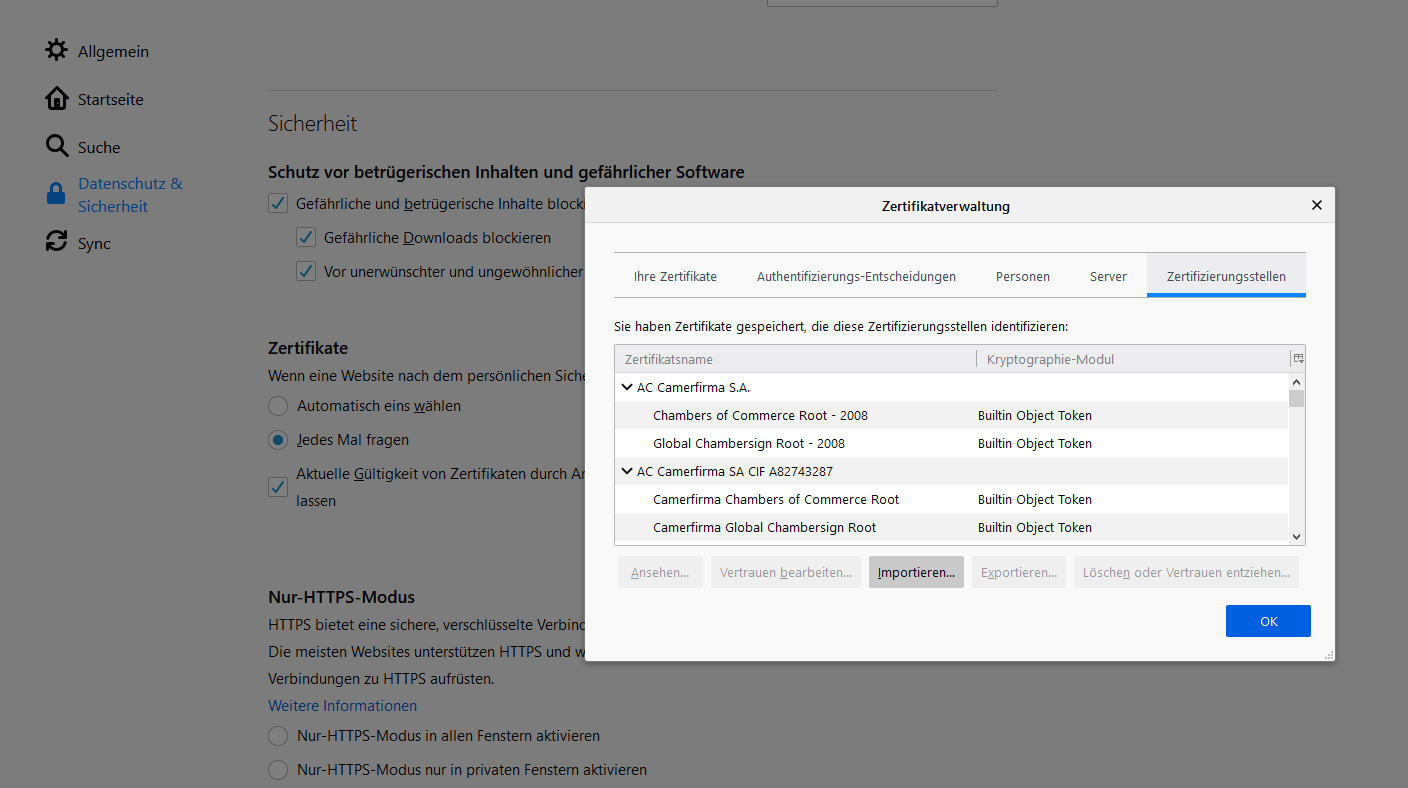 Allgemein
Startseite
Suche
Datenschutz &
Sicherheit
Sync
Sicherheit
Schutz vor betrügerischen Inhalten und gefährlicher Software
Gefährliche und betrügerische Inhalte blocki
Gefährliche Downloads blockieren
Vor unerwünschter und ungewöhnlicher
Zertifikate
Wenn eine Website nach dem persönlichen Siche
Automatisch eins wählen
Jedes Mal fragen
Aktuelle Gültigkeit von Zertifikaten durch An
lassen
Nur-HTTPS-Modus
HTTPS bietet eine sichere, verschlüsselte Verbind
Die meisten Websites unterstützen HTTPS und w
Verbindungen zu HTTPS aufrüsten.
Weitere Informationen
Nur-HTTPS-Modus in allen Fenstern aktivieren
Nur-HTTPS-Modus nur in privaten Fenstern aktivieren
Zertifikatverwaltung
Ihre Zertifikate Authentifizierungs-Entscheidungen Personen Server Zertifizierungsstellen
Sie haben Zertifikate gespeichert, die diese Zertifizierungsstellen identifizieren:
Zertifikatsname Kryptographie-Modul
AC Camerfirma S.A.
Chambers of Commerce Root - 2008 Builtin Object Token
Global Chambersign Root - 2008 Builtin Object Token
AC Camerfirma SA CIF A82743287
Camerfirma Chambers of Commerce Root Builtin Object Token
Camerfirma Global Chambersign Root Builtin Object Token
Ansehen... Vertrauen bearbeiten... Importieren... Exportieren... Löschen oder Vertrauen entziehen...
OK